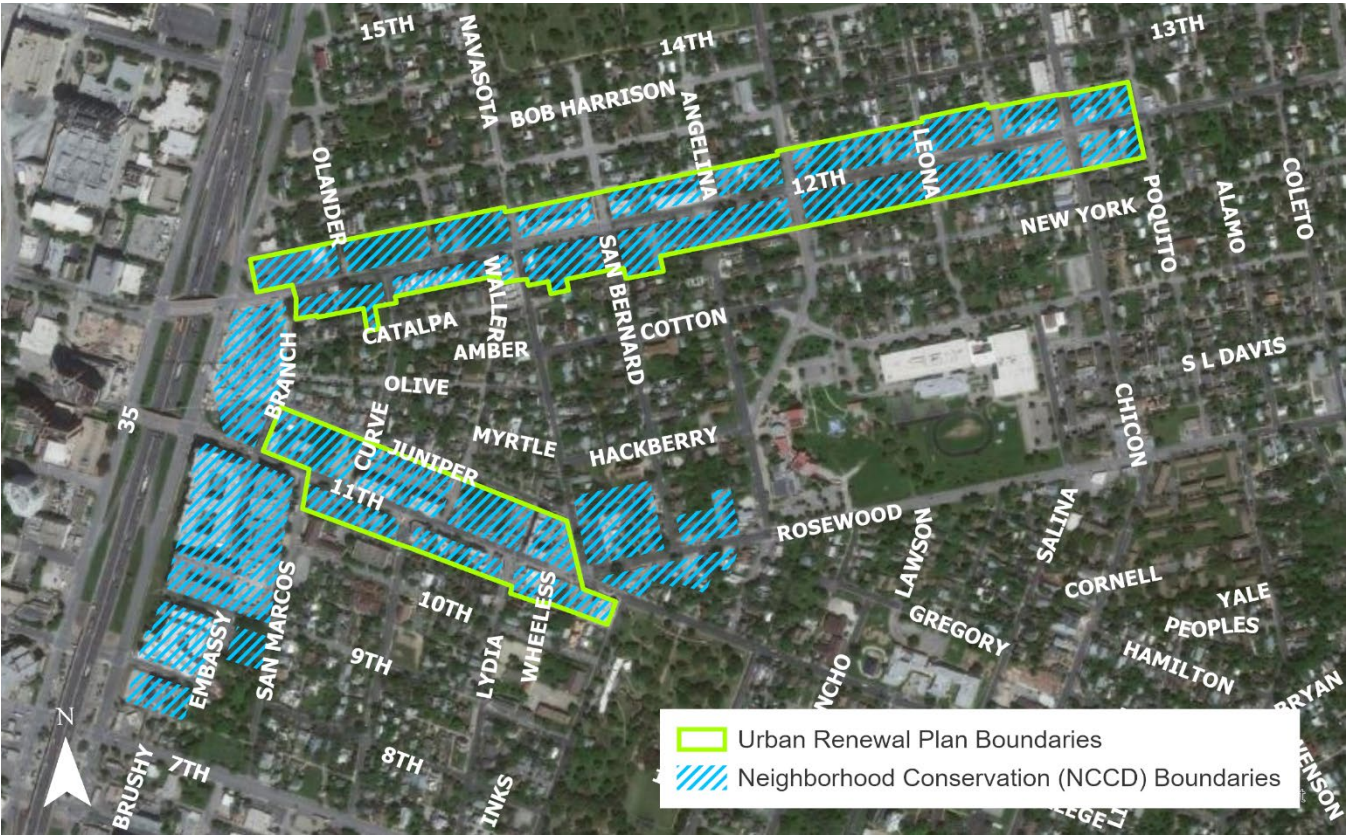 15TH
NAVASOTA
14TH
13TH
BOB HARRISON
ANGELINA
OLANDER
LEONA
12TH
COLETO
NEW YORK
POQUITO
ALAMO
SAN BERNARD
WALLER
CATALPA
COTTON
AMBER
S L DAVIS
BRANCH
OLIVE
35
CURVE
MYRTLE
HACKBERRY
CHICON
JUNIPER
11TH
ROSEWOOD
LAWSON
SALINA
10TH
WHEELESS
CORNELL
YALE
PEOPLES
GREGORY
EMBASSY
SAN MARCOS
9TH
LYDIA
HAMILTON
NCHO
BRYAN
N
7TH
8TH
BRUSHY
INKS
Urban Renewal Plan Boundaries
Neighborhood Conservation (NCCD) Boundaries